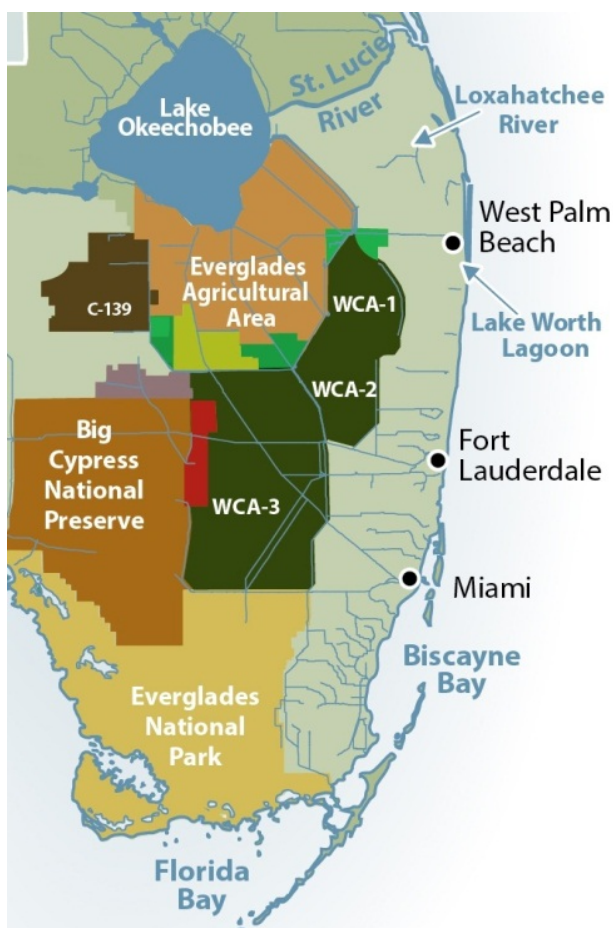 St. Lucie
River
Lake
Okeechobee
Loxahatchee
River
West Palm
Beach
Everglades
Agricultural
Area
C-139
WCA-1
Lake Worth
Lagoon
WCA-2
Big
Cypress
National
Preserve
Fort
Lauderdale
WCA-3
Miami
Biscayne
Bay
Everglades
National
Park
Florida
Bay